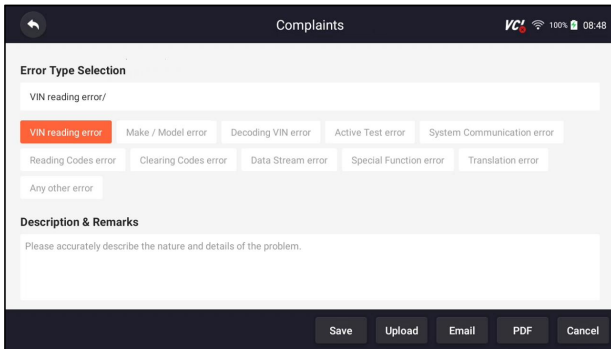 Complaints
VCI 100% 08:48
Error Type Selection
VIN reading error/
VIN reading error Make / Model error Decoding VIN error Active Test error System Communication error
Reading Codes error Clearing Codes error Data Stream error Special Function error Translation error
Any other error
Description & Remarks
Please accurately describe the nature and details of the problem.
Save Upload Email PDF Cancel